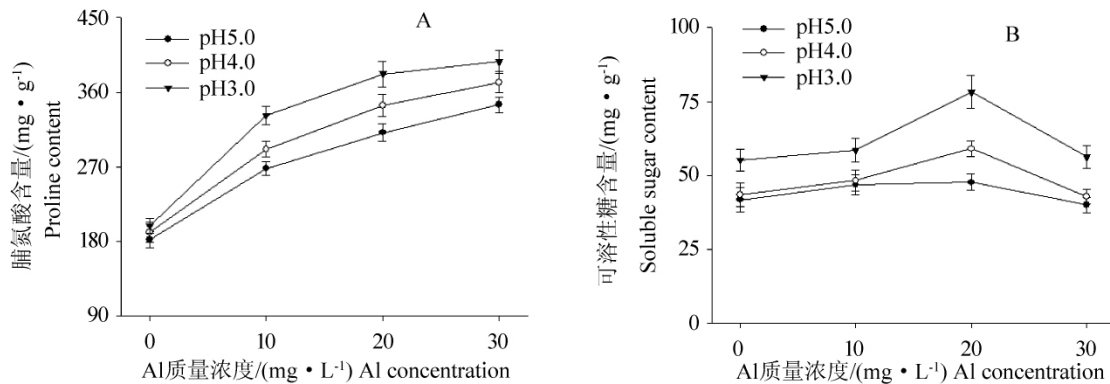 A
pH5.0
pH4.0
pH3.0
脯氨酸含量/(mg·g⁻¹)
Proline content
450
360
270
180
90
0 10 20 30
Al质量浓度/(mg·L⁻¹) Al concentration
B
pH5.0
pH4.0
pH3.0
可溶性糖含量/(mg·g⁻¹)
Soluble sugar content
100
75
50
25
0
0 10 20 30
Al质量浓度/(mg·L⁻¹) Al concentration